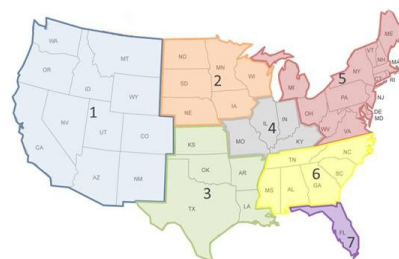 WA
MT
ND
MN
ME
VT
NH
MA
OR
ID
SD
WI
MI
NY
5
CT
RI
WY
2
1
IA
PA
NJ
NV
NE
OH
DE
MD
UT
CO
IL
IN
WV
VA
4
CA
KS
MO
KY
AZ
NM
OK
AR
TN
NC
3
6
SC
TX
LA
MS
AL
GA
FL
7